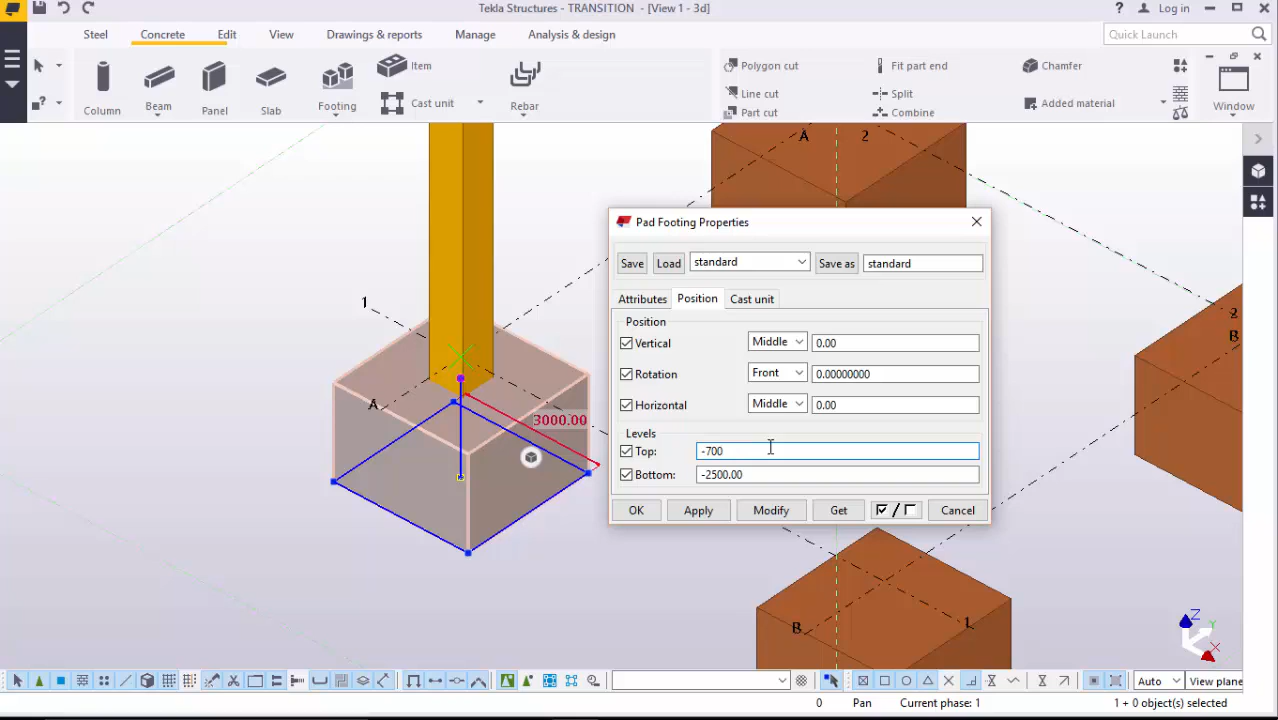 Tekla Structures - TRANSITION - [View 1 - 3d]
? Log in
Steel Concrete Edit View Drawings & reports Manage Analysis & design Quick Launch
Column Beam Panel Slab Footing Item Cast unit Rebar
Polygon cut Fit part end Chamfer
Line cut Split Added material
Part cut Combine Window
A 2
Pad Footing Properties
Save Load standard Save as standard
Attributes Position Cast unit
Position
Vertical Middle 0.00
Rotation Front 0.00000000
Horizontal Middle 0.00
Levels
Top: -700
Bottom: -2500.00
OK Apply Modify Get / Cancel
1
A
3000.00
2
B
B 1
Z
Y
X
Auto View plane
0 Pan Current phase: 1 1 + 0 object(s) selected